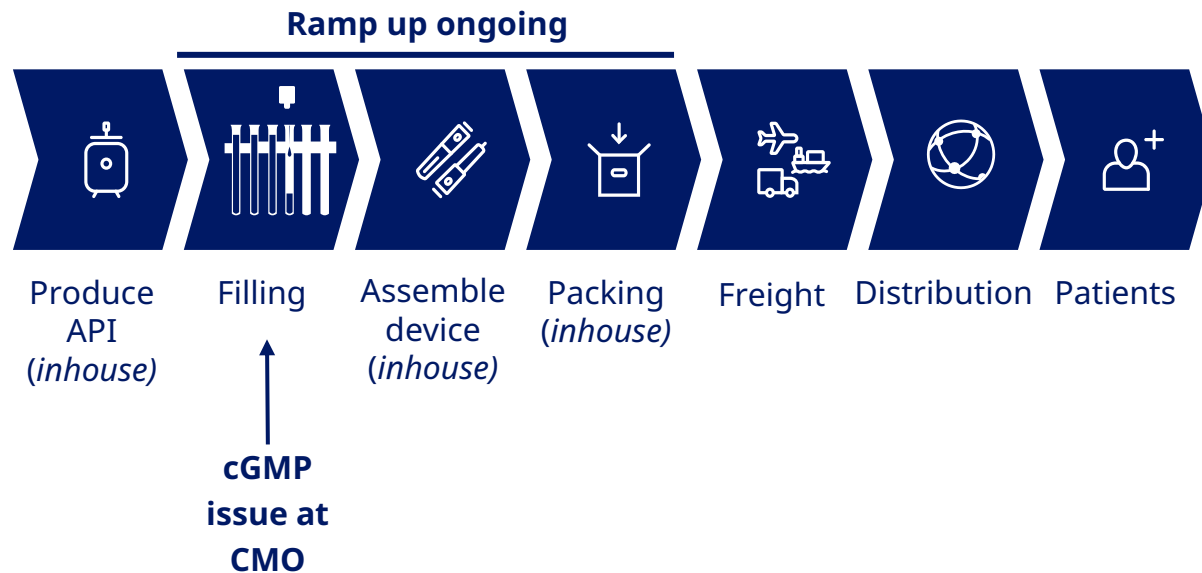 Ramp up ongoing
Produce
API
(inhouse)
Filling
Assemble
device
(inhouse)
Packing
(inhouse)
Freight
Distribution
Patients
cGMP
issue at
CMO